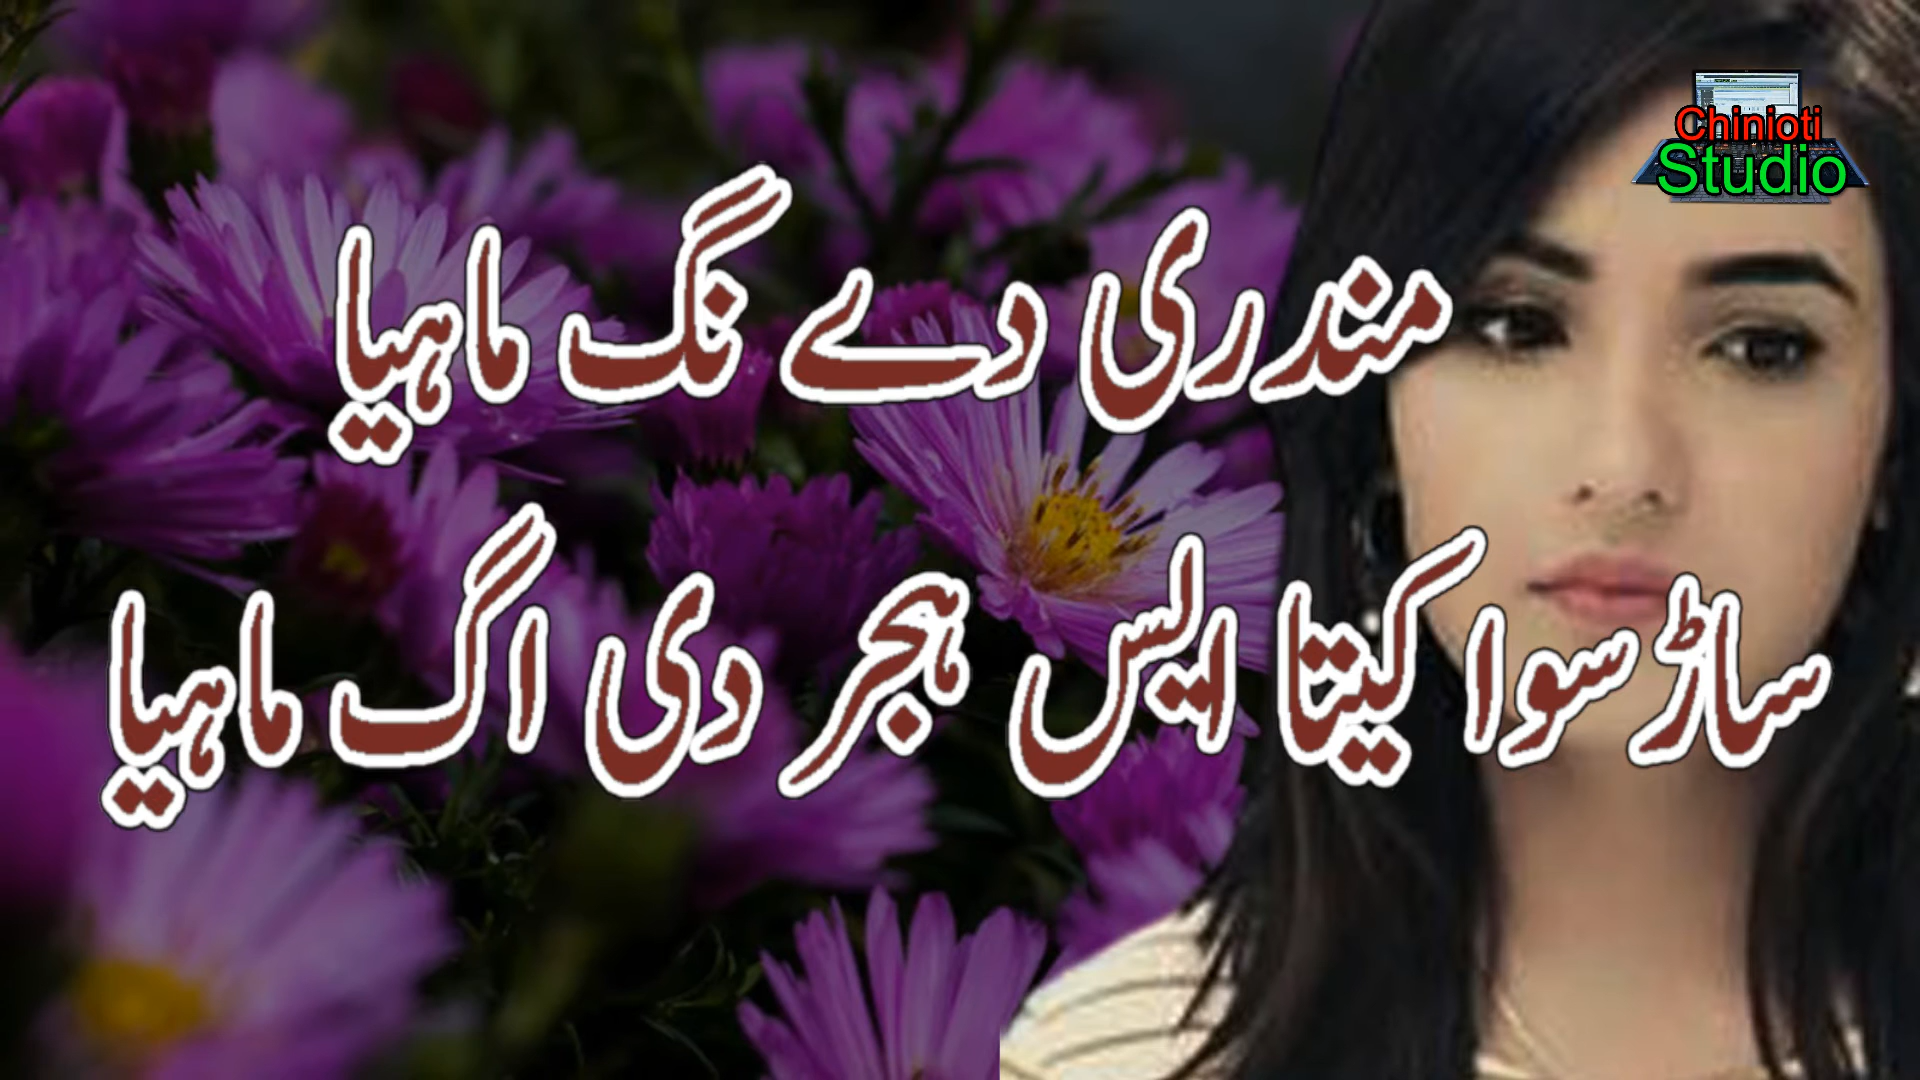 Chinioti
Studio
مندری دے نگ ماہیا
ساڑ سوا کیتا ایس ہجر دی اگ ماہیا